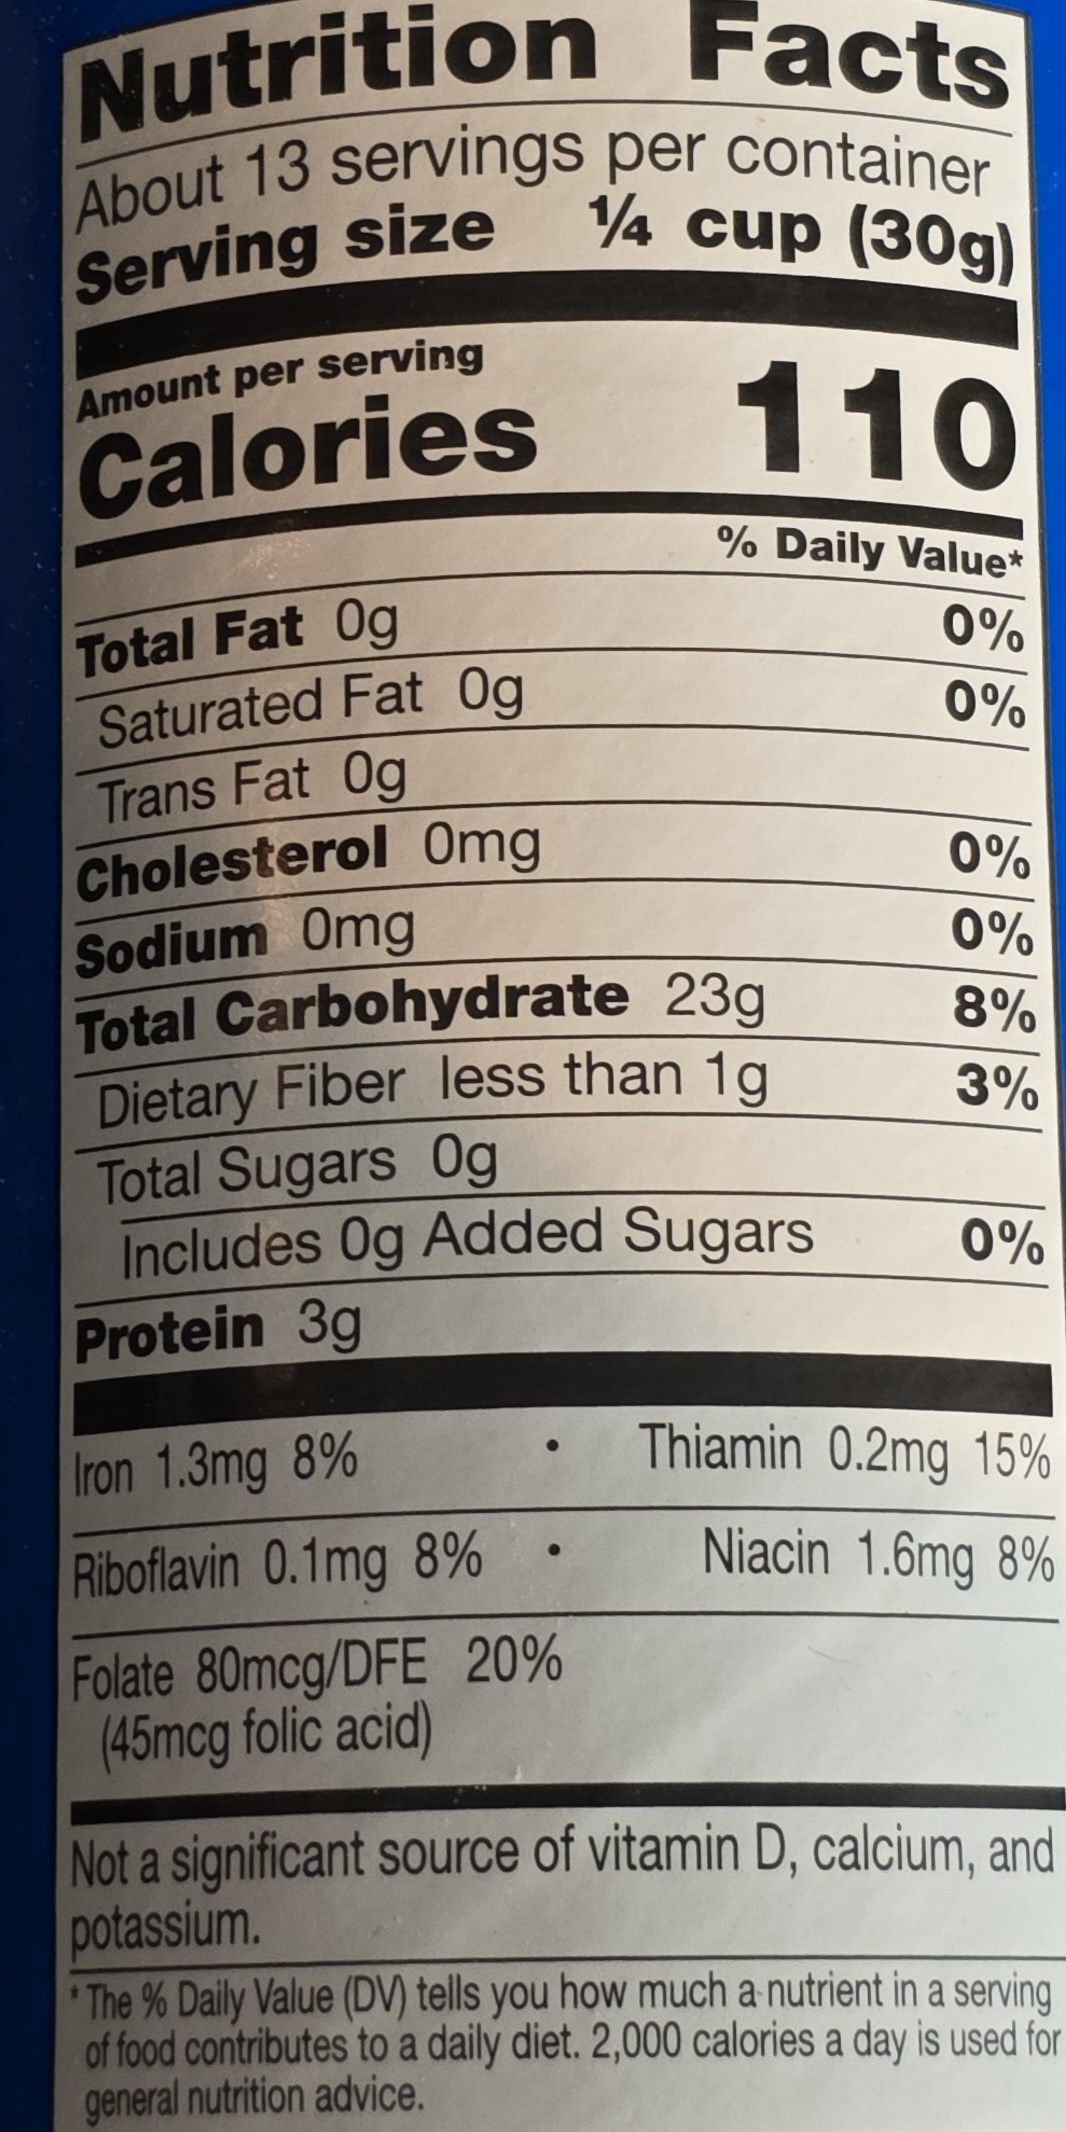 Nutrition Facts
About 13 servings per container
Serving size ¼ cup (30g)
Amount per serving
Calories 110
% Daily Value*
Total Fat 0g 0%
Saturated Fat 0g 0%
Trans Fat 0g
Cholesterol 0mg 0%
Sodium 0mg 0%
Total Carbohydrate 23g 8%
Dietary Fiber less than 1g 3%
Total Sugars 0g
Includes 0g Added Sugars 0%
Protein 3g
Iron 1.3mg 8% • Thiamin 0.2mg 15%
Riboflavin 0.1mg 8% • Niacin 1.6mg 8%
Folate 80mcg/DFE 20%
(45mcg folic acid)
Not a significant source of vitamin D, calcium, and
potassium.
* The % Daily Value (DV) tells you how much a nutrient in a serving
of food contributes to a daily diet. 2,000 calories a day is used for
general nutrition advice.